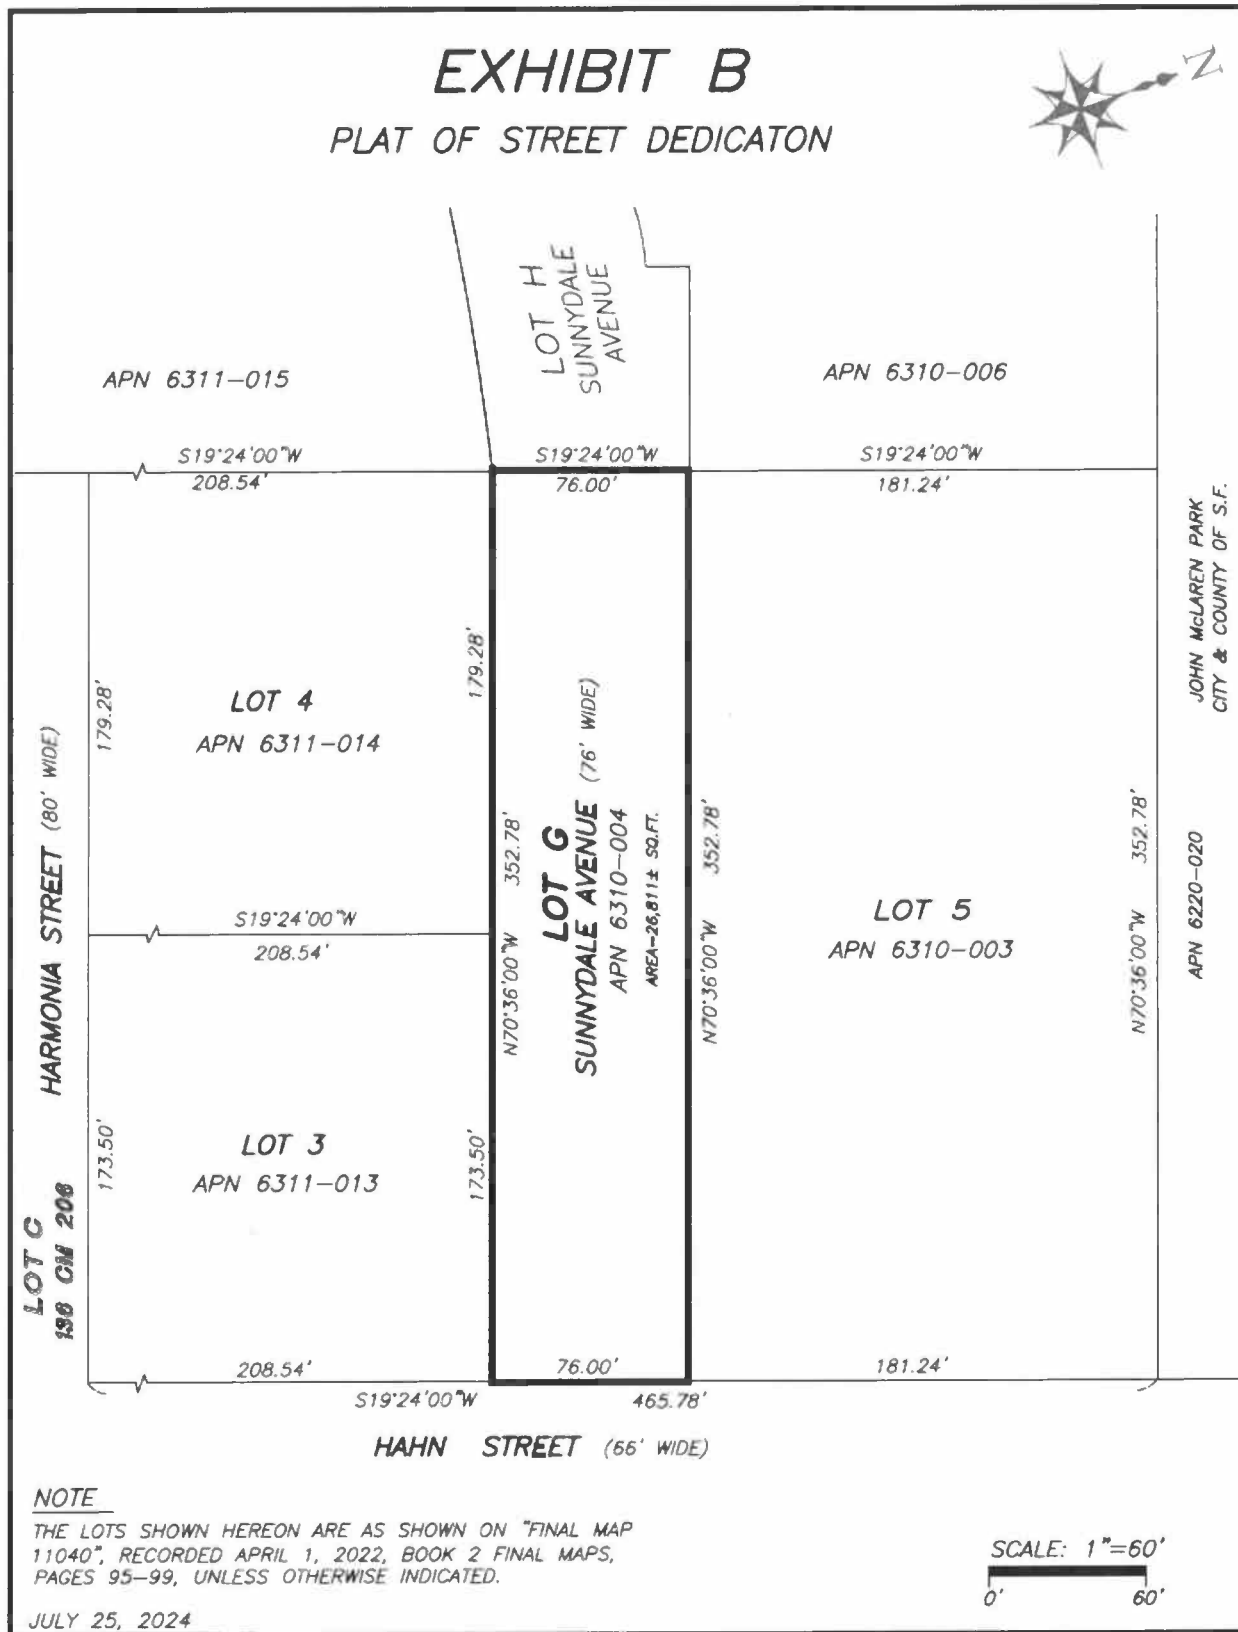 EXHIBIT B
PLAT OF STREET DEDICATON
N
LOT H
SUNNYDALE
AVENUE
APN 6311-015
APN 6310-006
S19°24'00"W
208.54'
S19°24'00"W
76.00'
S19°24'00"W
181.24'
JOHN McLAREN PARK
CITY & COUNTY OF S.F.
APN 6220-020
179.28'
LOT 4
APN 6311-014
179.28'
HARMONIA STREET (80' WIDE)
S19°24'00"W
208.54'
N70°36'00"W 352.78'
LOT G
SUNNYDALE AVENUE (76' WIDE)
APN 6310-004
AREA=26,811± SQ.FT.
N70°36'00"W 352.78'
LOT 5
APN 6310-003
N70°36'00"W 352.78'
173.50'
LOT 3
APN 6311-013
173.50'
LOT C
CM 206
208.54'
76.00'
181.24'
S19°24'00"W 465.78'
HAHN STREET (66' WIDE)
NOTE
THE LOTS SHOWN HEREON ARE AS SHOWN ON "FINAL MAP
11040", RECORDED APRIL 1, 2022, BOOK 2 FINAL MAPS,
PAGES 95-99, UNLESS OTHERWISE INDICATED.
JULY 25, 2024
SCALE: 1"=60'
0' 60'